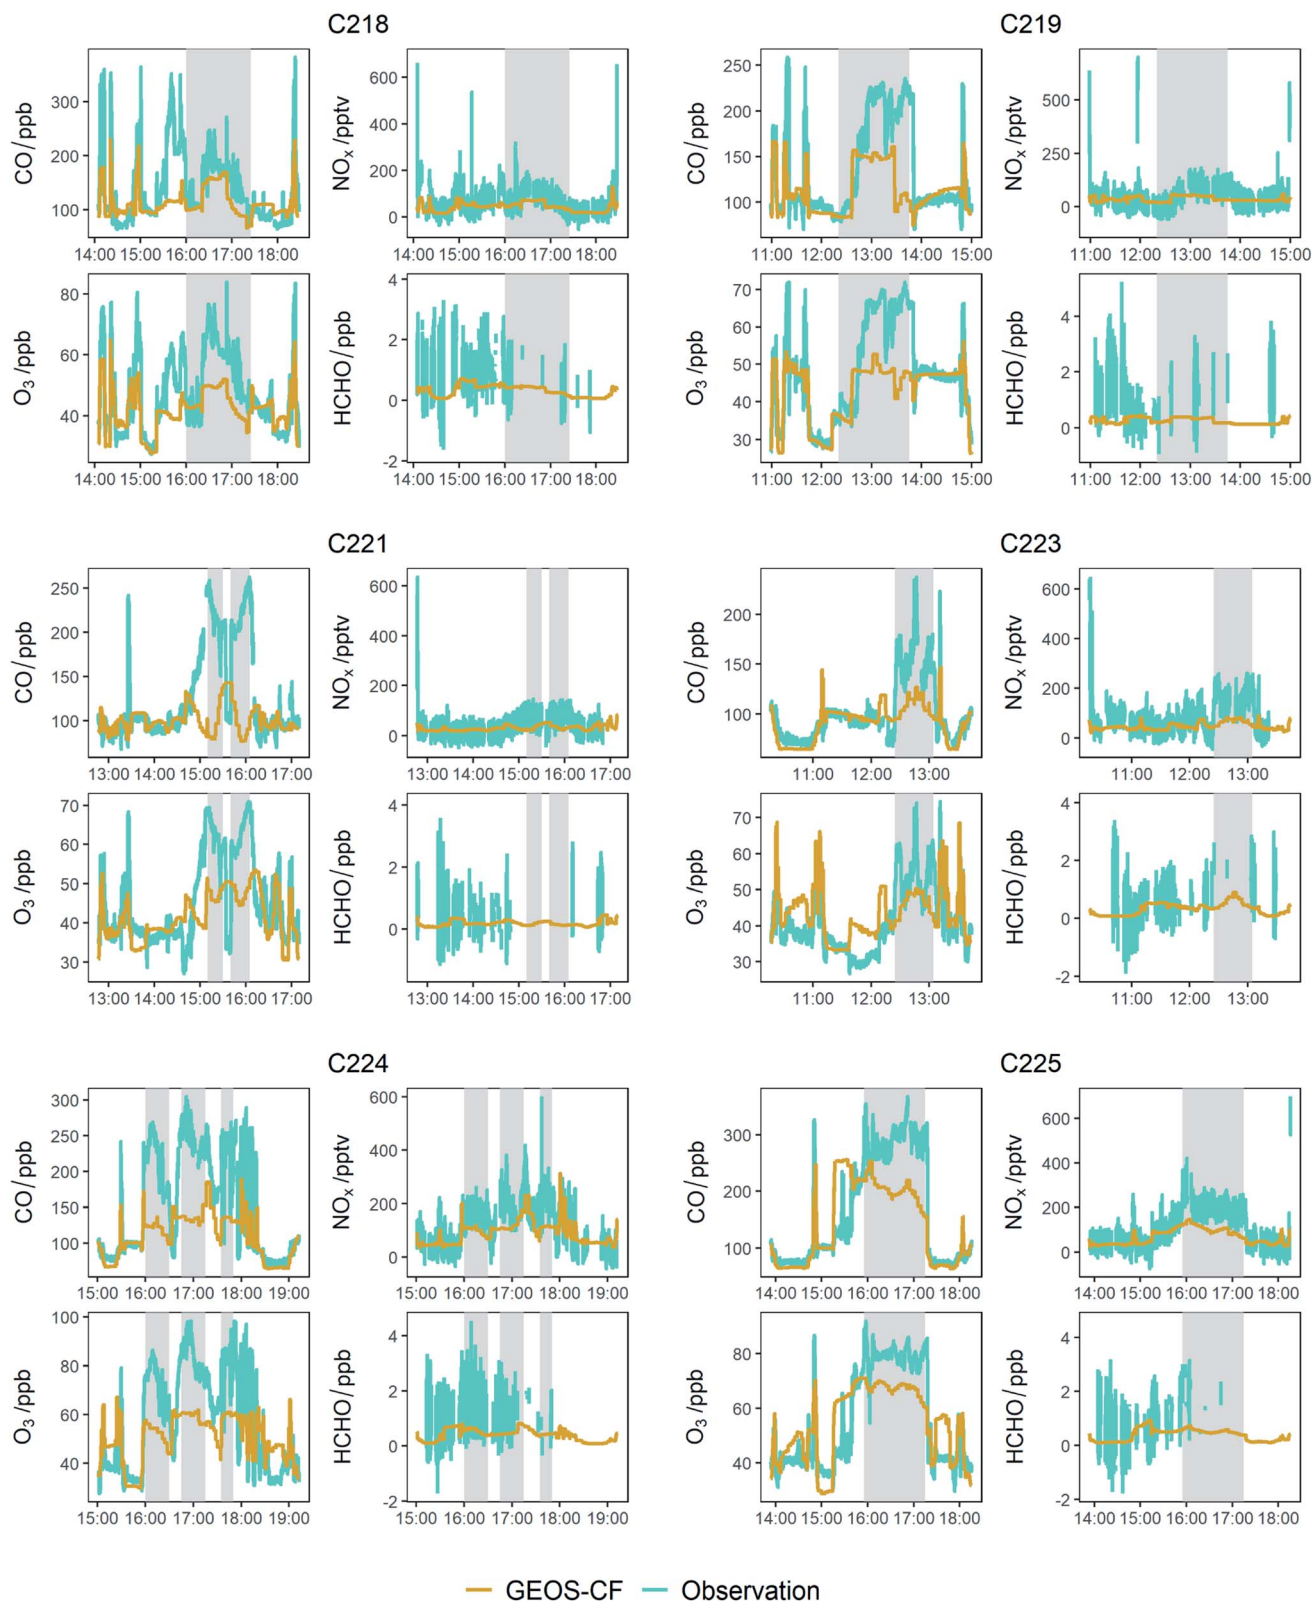 C218
CO/ppb
300
200
100
14:00 15:00 16:00 17:00 18:00
NOx /pptv
600
400
200
0
14:00 15:00 16:00 17:00 18:00
O3 /ppb
80
60
40
14:00 15:00 16:00 17:00 18:00
HCHO/ppb
4
2
0
-2
14:00 15:00 16:00 17:00 18:00
C219
CO/ppb
250
200
150
100
11:00 12:00 13:00 14:00 15:00
NOx /pptv
500
250
0
11:00 12:00 13:00 14:00 15:00
O3 /ppb
70
60
50
40
30
11:00 12:00 13:00 14:00 15:00
HCHO/ppb
4
2
0
11:00 12:00 13:00 14:00 15:00
C221
CO/ppb
250
200
150
100
13:00 14:00 15:00 16:00 17:00
NOx /pptv
600
400
200
0
13:00 14:00 15:00 16:00 17:00
O3 /ppb
70
60
50
40
30
13:00 14:00 15:00 16:00 17:00
HCHO/ppb
4
2
0
13:00 14:00 15:00 16:00 17:00
C223
CO/ppb
200
150
100
11:00 12:00 13:00
NOx /pptv
600
400
200
0
11:00 12:00 13:00
O3 /ppb
70
60
50
40
30
11:00 12:00 13:00
HCHO/ppb
4
2
0
-2
11:00 12:00 13:00
C224
CO/ppb
300
250
200
150
100
15:00 16:00 17:00 18:00 19:00
NOx /pptv
600
400
200
0
15:00 16:00 17:00 18:00 19:00
O3 /ppb
100
80
60
40
15:00 16:00 17:00 18:00 19:00
HCHO/ppb
4
2
0
-2
15:00 16:00 17:00 18:00 19:00
C225
CO/ppb
300
200
100
14:00 15:00 16:00 17:00 18:00
NOx /pptv
600
400
200
0
14:00 15:00 16:00 17:00 18:00
O3 /ppb
80
60
40
14:00 15:00 16:00 17:00 18:00
HCHO/ppb
4
2
0
-2
14:00 15:00 16:00 17:00 18:00
GEOS-CF Observation